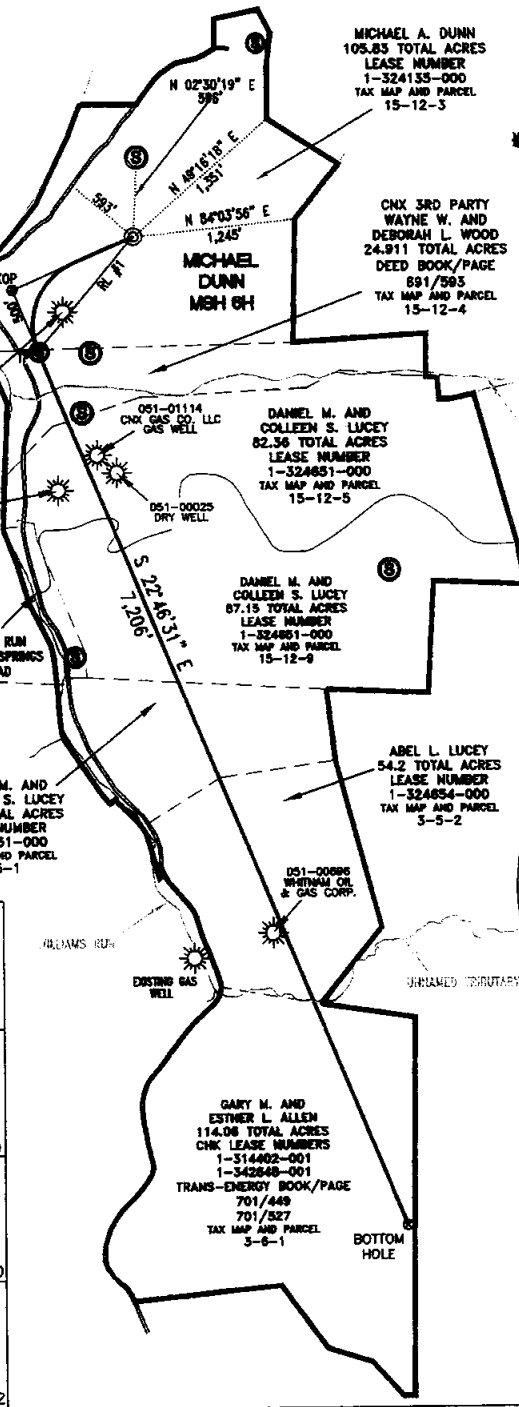 MICHAEL A. DUNN
105.83 TOTAL ACRES
LEASE NUMBER
1-324135-000
TAX MAP AND PARCEL
15-12-3
S
N 02°30'19" E
596'
S
N 49°16'18" E
1,351'
593'
N 84°03'56" E
1,245'
MICHAEL
DUNN
MSH 6H
CNX 3RD PARTY
WAYNE W. AND
DEBORAH L. WOOD
24.911 TOTAL ACRES
DEED BOOK/PAGE
691/593
TAX MAP AND PARCEL
15-12-4
500'
RL #1
S
S
051-01114
CNX GAS CO. LLC
GAS WELL
051-00025
DRY WELL
DANIEL M. AND
COLLEEN S. LUCEY
82.36 TOTAL ACRES
LEASE NUMBER
1-324651-000
TAX MAP AND PARCEL
15-12-5
S
S 22°46'31" E
7,206'
DANIEL M. AND
COLLEEN S. LUCEY
87.15 TOTAL ACRES
LEASE NUMBER
1-324651-000
TAX MAP AND PARCEL
15-12-9
RUN
SPRINGS
AD
S
ABEL L. LUCEY
54.2 TOTAL ACRES
LEASE NUMBER
1-324654-000
TAX MAP AND PARCEL
3-5-2
M. AND
S. LUCEY
AL ACRES
NUMBER
51-000
ND PARCEL
-1
051-00696
WHITNAM OIL
& GAS CORP.
WILLIAMS RUN
EXISTING GAS
WELL
UNNAMED TRIBUTARY
GARY M. AND
ESTHER L. ALLEN
114.06 TOTAL ACRES
CHK LEASE NUMBERS
1-314402-001
1-342648-001
TRANS-ENERGY BOOK/PAGE
701/449
701/527
TAX MAP AND PARCEL
3-6-1
BOTTOM
HOLE